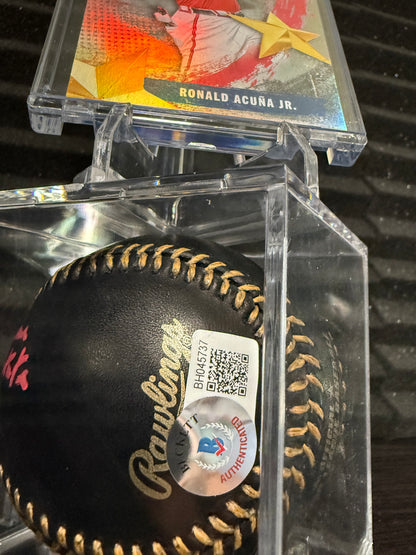 RONALD ACUÑA JR.
Rawlings
BH045737
BECKETT
B
AUTHENTICATED